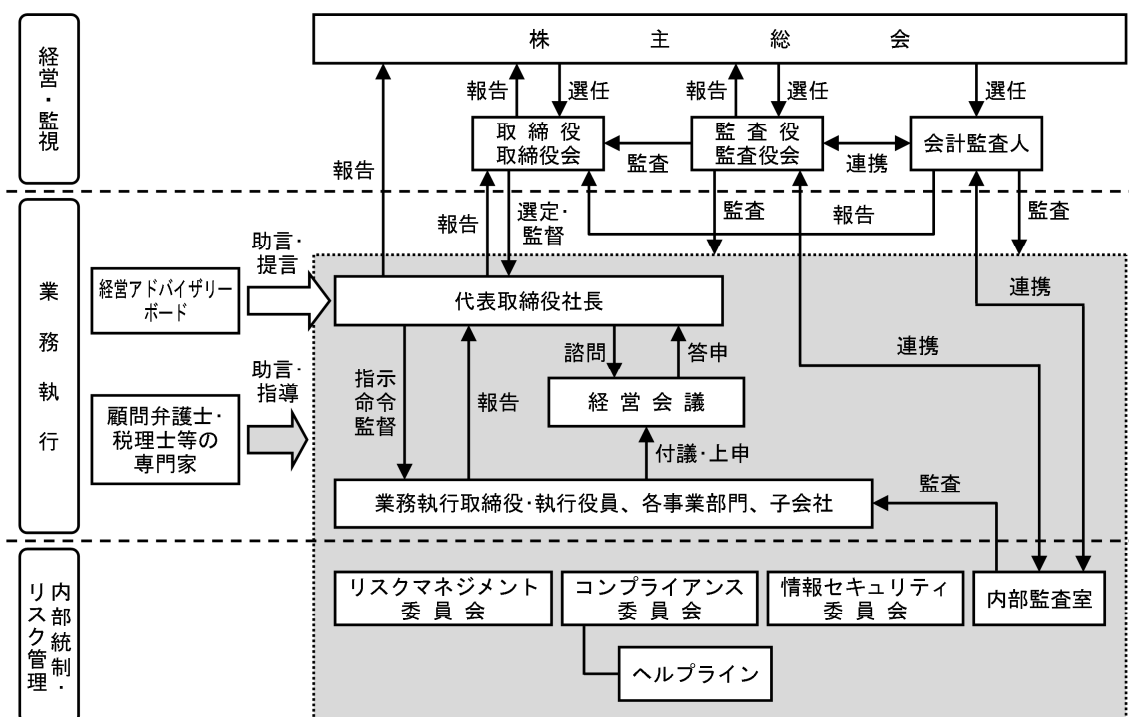 経営・監視
株主総会
報告
選任
報告
選任
選任
取締役
取締役会
監査役
監査役会
会計監査人
監査
連携
報告
報告
選定・
監督
監査
報告
監査
業務執行
助言・
提言
経営アドバイザリー
ボード
代表取締役社長
連携
諮問
答申
連携
助言・
指導
指示
命令
監督
報告
経営会議
顧問弁護士・
税理士等の
専門家
付議・上申
業務執行取締役・執行役員、各事業部門、子会社
監査
内部統制・
リスク管理
リスクマネジメント
委員会
コンプライアンス
委員会
情報セキュリティ
委員会
内部監査室
ヘルプライン